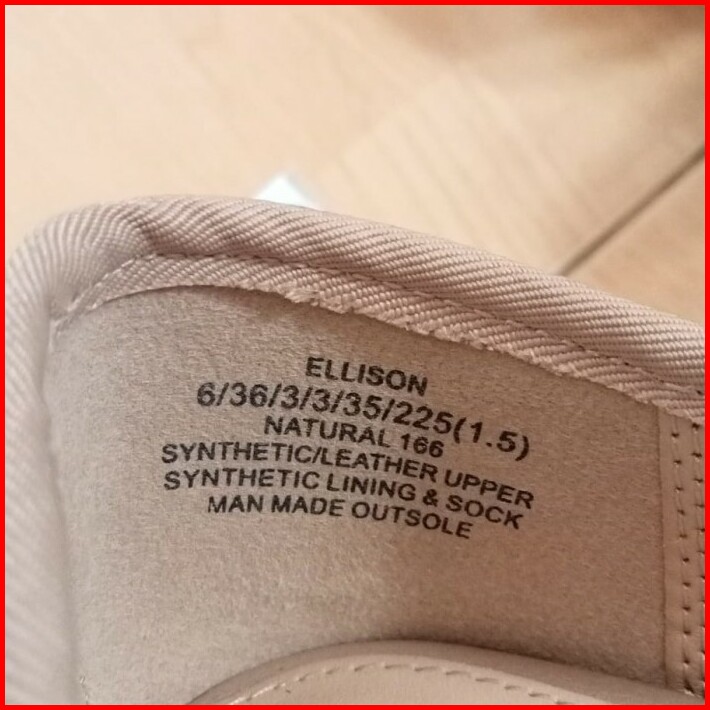 ELLISON
6/36/3/3/35/225(1.5)
NATURAL 166
SYNTHETIC/LEATHER UPPER
SYNTHETIC LINING & SOCK
MAN MADE OUTSOLE